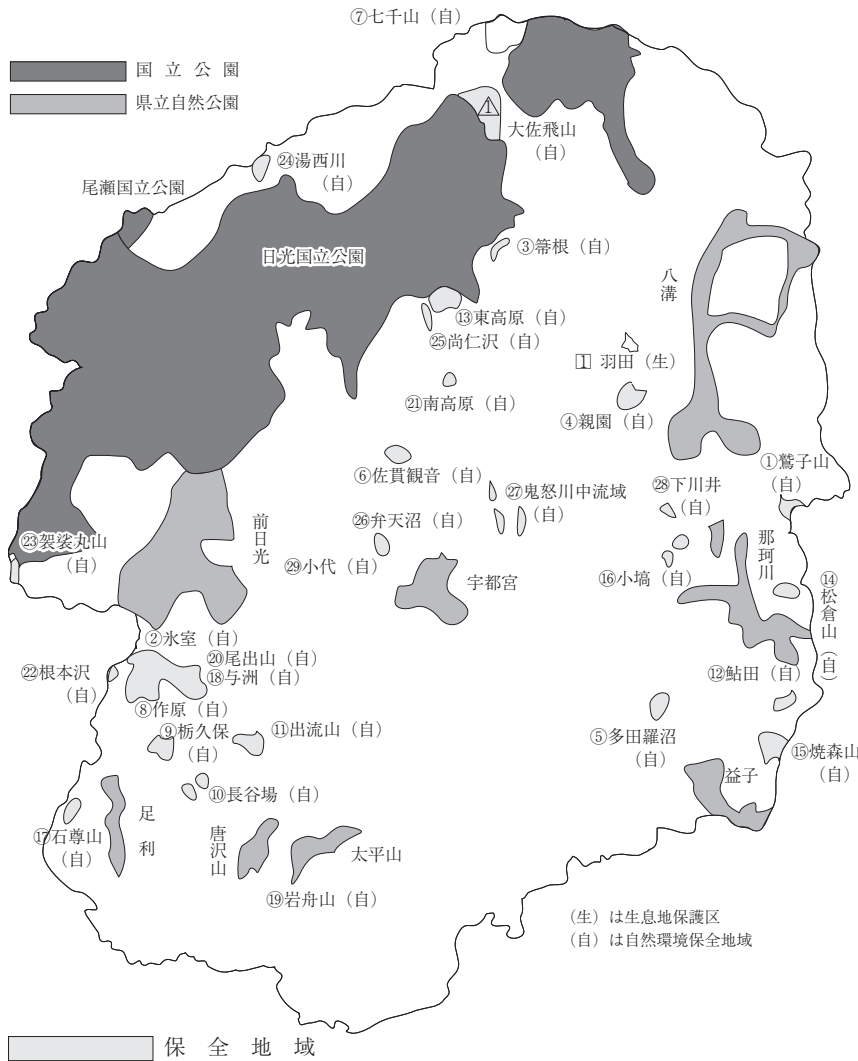 ⑦七千山（自）
国立公園
県立自然公園
△1
大佐飛山
（自）
㉔湯西川
（自）
尾瀬国立公園
日光国立公園
③箒根（自）
八溝
⑬東高原（自）
㉕尚仁沢（自）
1 羽田（生）
㉑南高原（自）
④親園（自）
①鷲子山
（自）
⑥佐貫観音（自）
㉗鬼怒川中流域
（自）
㉘下川井
（自）
前日光
㉖弁天沼（自）
那珂川
㉓袈裟丸山
（自）
㉙小代（自）
宇都宮
⑯小塙（自）
⑭松倉山（自）
②氷室（自）
⑳尾出山（自）
㉒根本沢
（自）
⑱与洲（自）
⑫鮎田（自）
⑧作原（自）
⑨栃久保
（自）
⑪出流山（自）
⑤多田羅沼
（自）
⑮焼森山
（自）
益子
⑩長谷場（自）
⑰石尊山
（自）
足利
唐沢山
太平山
⑲岩舟山（自）
（生）は生息地保護区
（自）は自然環境保全地域
保全地域